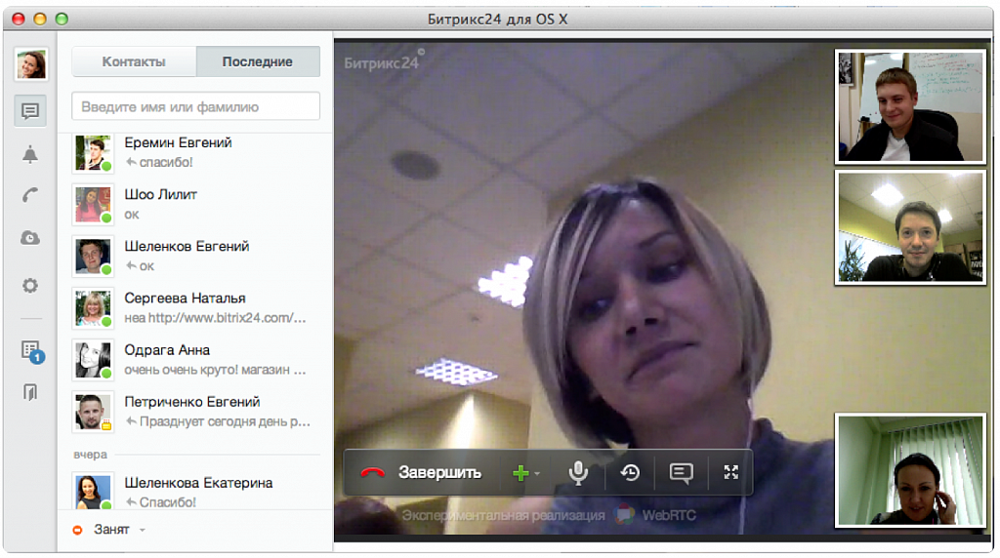 Битрикс24 для OS X
Контакты
Последние
Введите имя или фамилию
Еремин Евгений
спасибо!
Шоо Лилит
ок
Шеленков Евгений
ок
Сергеева Наталья
неа http://www.bitrix24.com/...
Одрага Анна
очень очень круто! магазин ...
Петриченко Евгений
Празднует сегодня день р...
вчера
Шеленкова Екатерина
Спасибо!
Занят
1
Битрикс24
Завершить
Экспериментальная реализация WebRTC